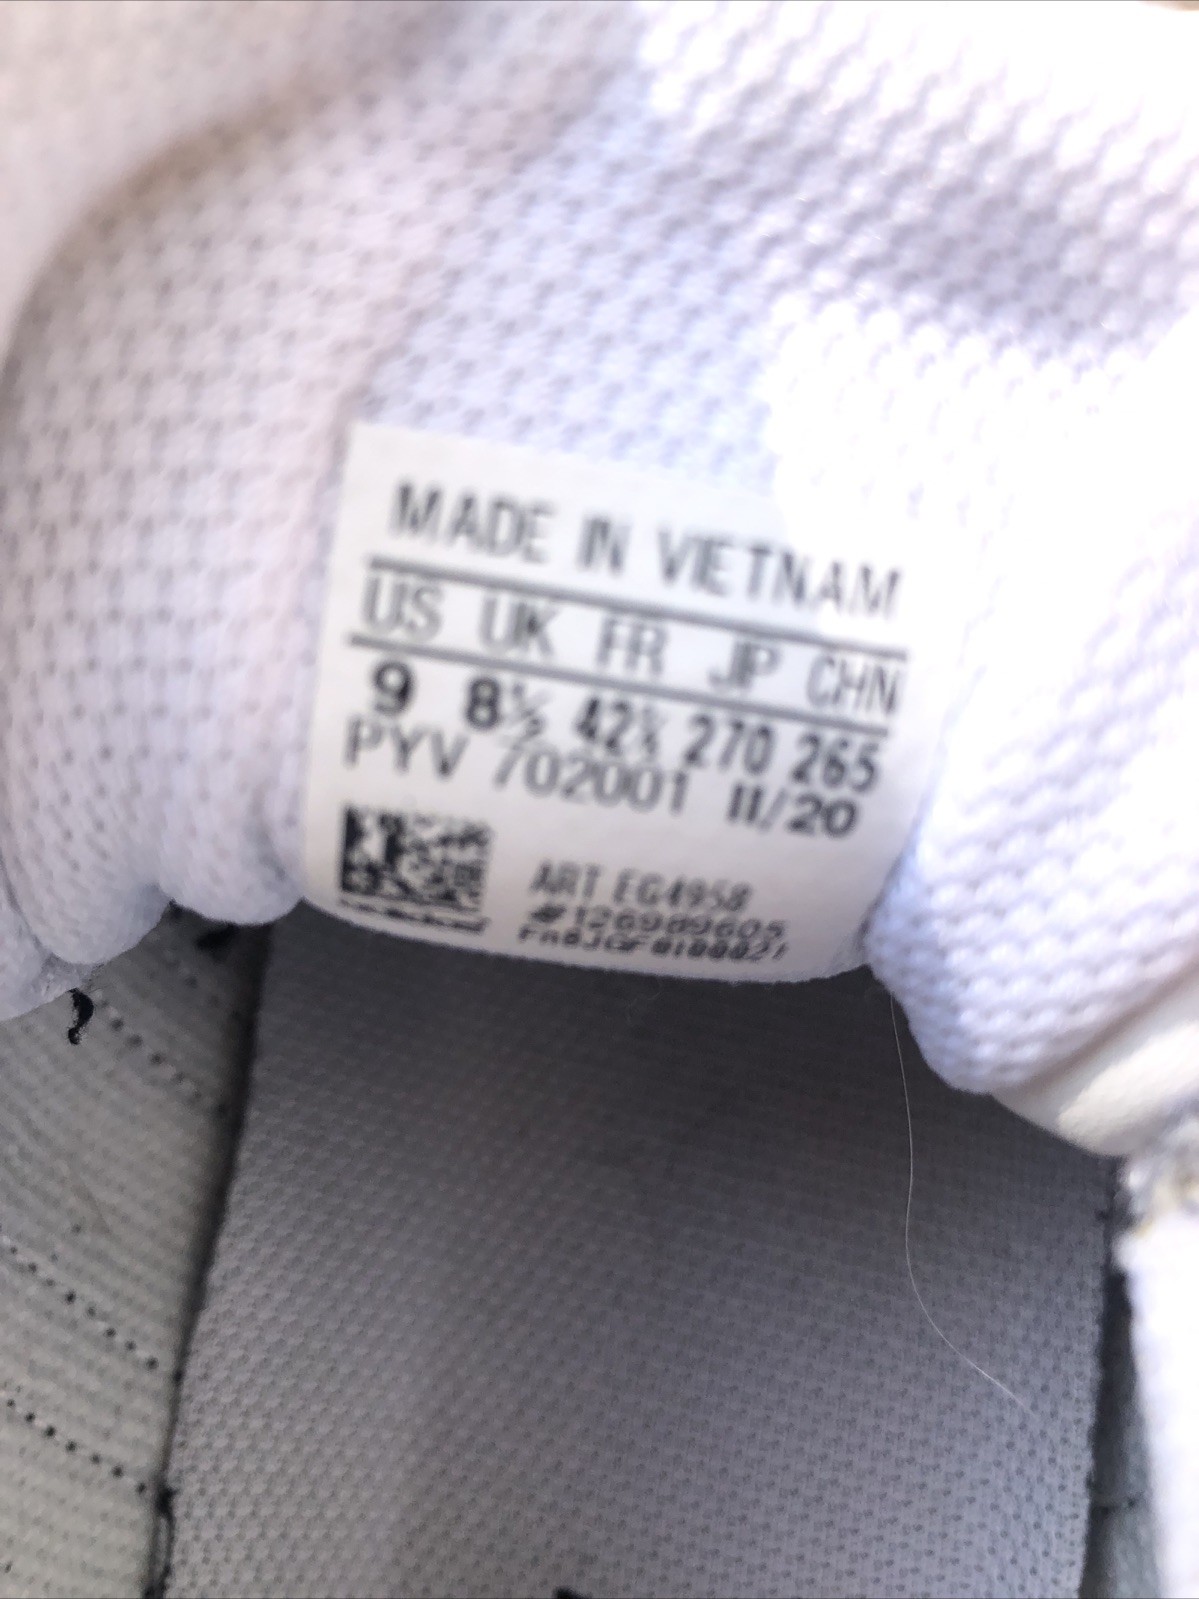 MADE IN VIETNAM
US UK FR JP CHN
9 8½ 42⅔ 270 265
PYV 702001 11/20
ART EG4958
#126989605